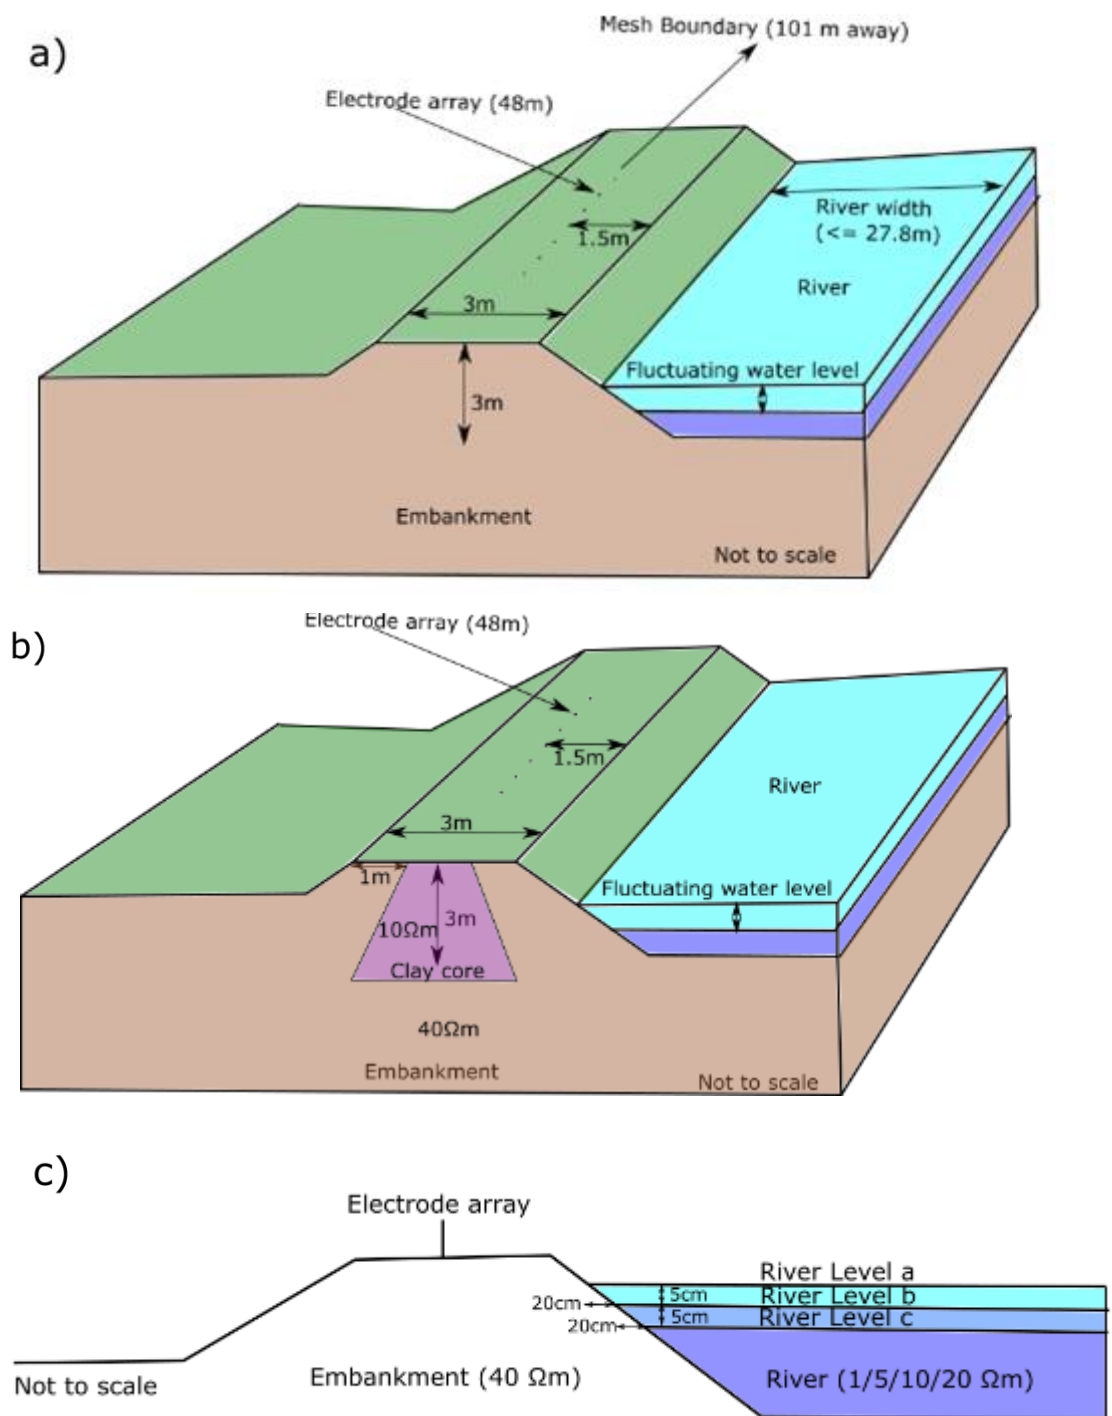 a)
Mesh Boundary (101 m away)
Electrode array (48m)
1.5m
River width
(<= 27.8m)
River
3m
Fluctuating water level
3m
Embankment
Not to scale
b)
Electrode array (48m)
1.5m
River
3m
1m
Fluctuating water level
10Ωm
3m
Clay core
40Ωm
Embankment
Not to scale
c)
Electrode array
River Level a
5cm
River Level b
20cm
5cm
River Level c
20cm
Not to scale
Embankment (40 Ωm)
River (1/5/10/20 Ωm)